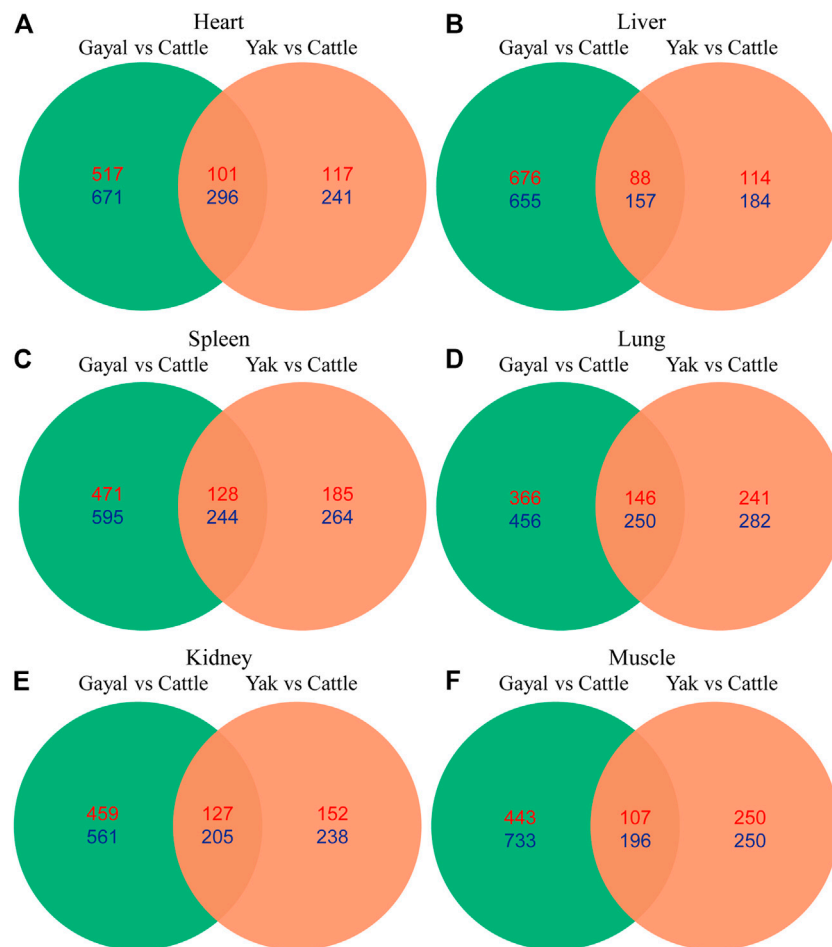 A
Heart
Gayal vs Cattle Yak vs Cattle
517 101 117
671 296 241
B
Liver
Gayal vs Cattle Yak vs Cattle
676 88 114
655 157 184
C
Spleen
Gayal vs Cattle Yak vs Cattle
471 128 185
595 244 264
D
Lung
Gayal vs Cattle Yak vs Cattle
366 146 241
456 250 282
E
Kidney
Gayal vs Cattle Yak vs Cattle
459 127 152
561 205 238
F
Muscle
Gayal vs Cattle Yak vs Cattle
443 107 250
733 196 250